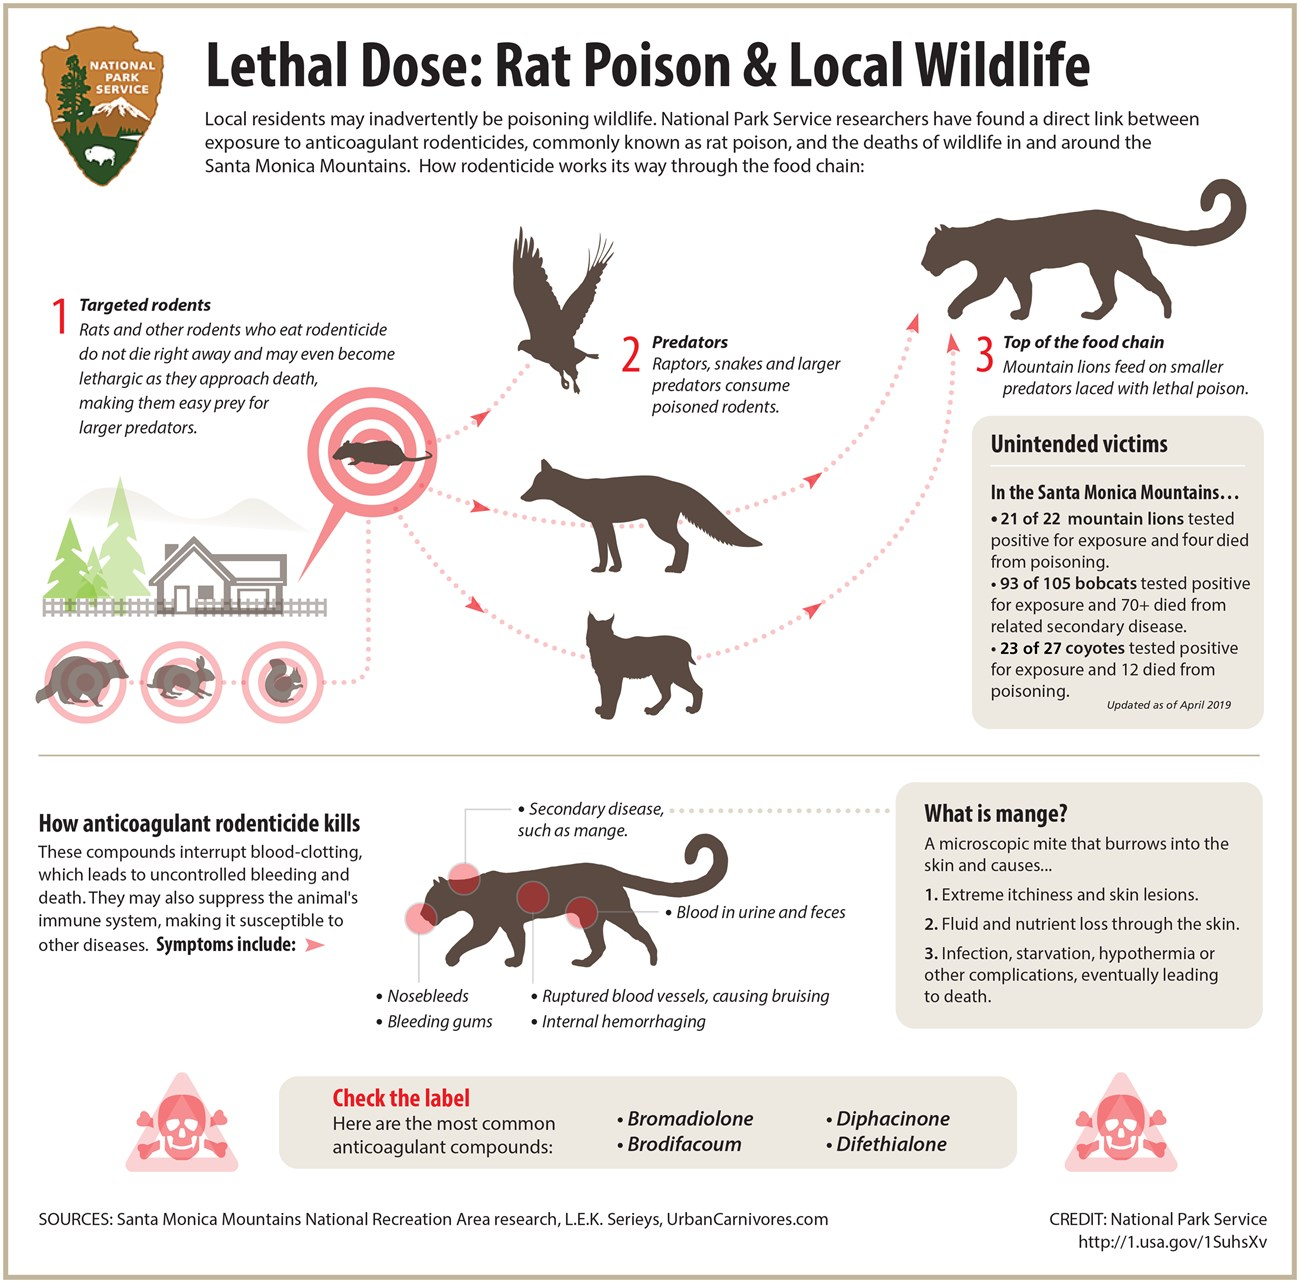 NATIONAL
PARK
SERVICE
Lethal Dose: Rat Poison & Local Wildlife
Local residents may inadvertently be poisoning wildlife. National Park Service researchers have found a direct link between
exposure to anticoagulant rodenticides, commonly known as rat poison, and the deaths of wildlife in and around the
Santa Monica Mountains. How rodenticide works its way through the food chain:
1
Targeted rodents
Rats and other rodents who eat rodenticide
do not die right away and may even become
lethargic as they approach death,
making them easy prey for
larger predators.
2
Predators
Raptors, snakes and larger
predators consume
poisoned rodents.
3
Top of the food chain
Mountain lions feed on smaller
predators laced with lethal poison.
Unintended victims
In the Santa Monica Mountains...
• 21 of 22 mountain lions tested
positive for exposure and four died
from poisoning.
• 93 of 105 bobcats tested positive
for exposure and 70+ died from
related secondary disease.
• 23 of 27 coyotes tested positive
for exposure and 12 died from
poisoning.
Updated as of April 2019
How anticoagulant rodenticide kills
These compounds interrupt blood-clotting,
which leads to uncontrolled bleeding and
death. They may also suppress the animal's
immune system, making it susceptible to
other diseases. Symptoms include:
• Secondary disease,
such as mange.
• Blood in urine and feces
• Nosebleeds
• Bleeding gums
• Ruptured blood vessels, causing bruising
• Internal hemorrhaging
What is mange?
A microscopic mite that burrows into the
skin and causes...
1. Extreme itchiness and skin lesions.
2. Fluid and nutrient loss through the skin.
3. Infection, starvation, hypothermia or
other complications, eventually leading
to death.
Check the label
Here are the most common
anticoagulant compounds:
• Bromadiolone
• Brodifacoum
• Diphacinone
• Difethialone
SOURCES: Santa Monica Mountains National Recreation Area research, L.E.K. Serieys, UrbanCarnivores.com
CREDIT: National Park Service
http://1.usa.gov/1SuhsXv